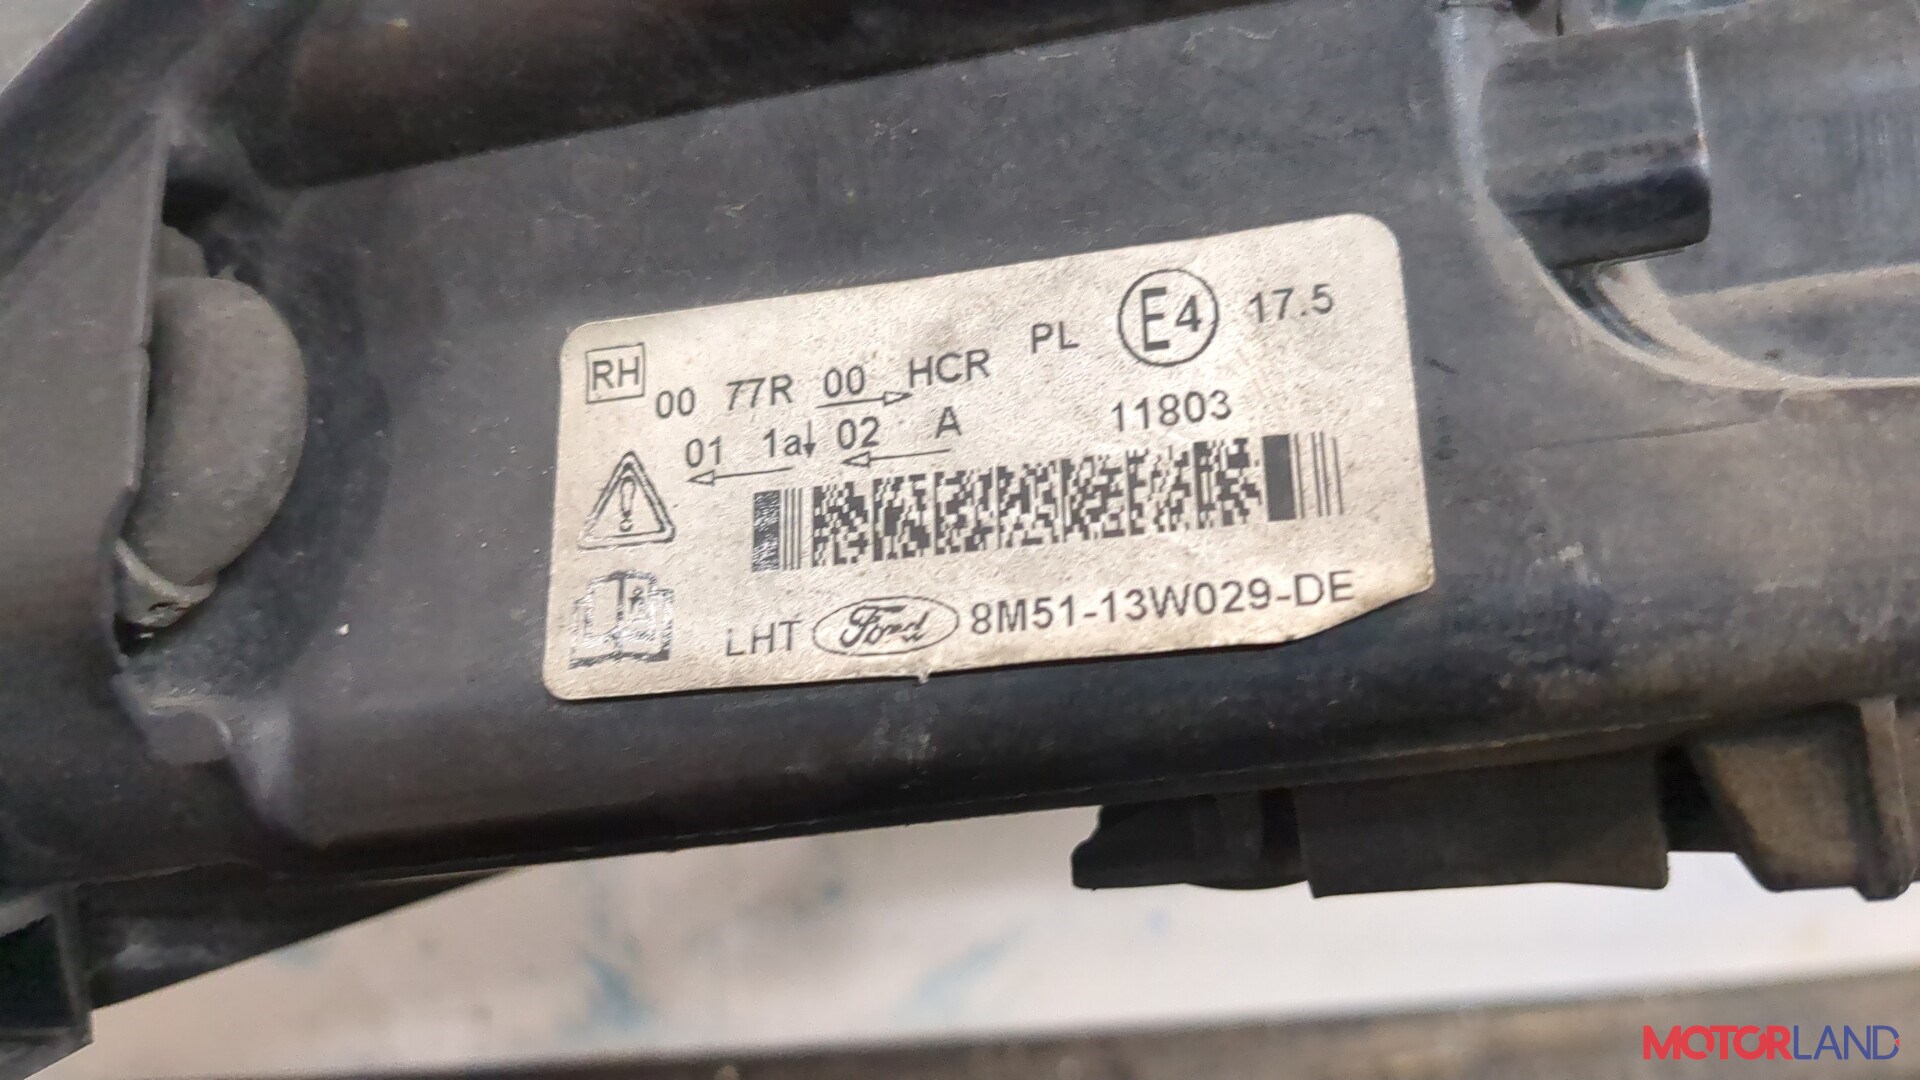 RH 00 77R 00 HCR PL E4 17.5
01 1a 02 A 11803
LHT Ford 8M51-13W029-DE
MOTORLAND